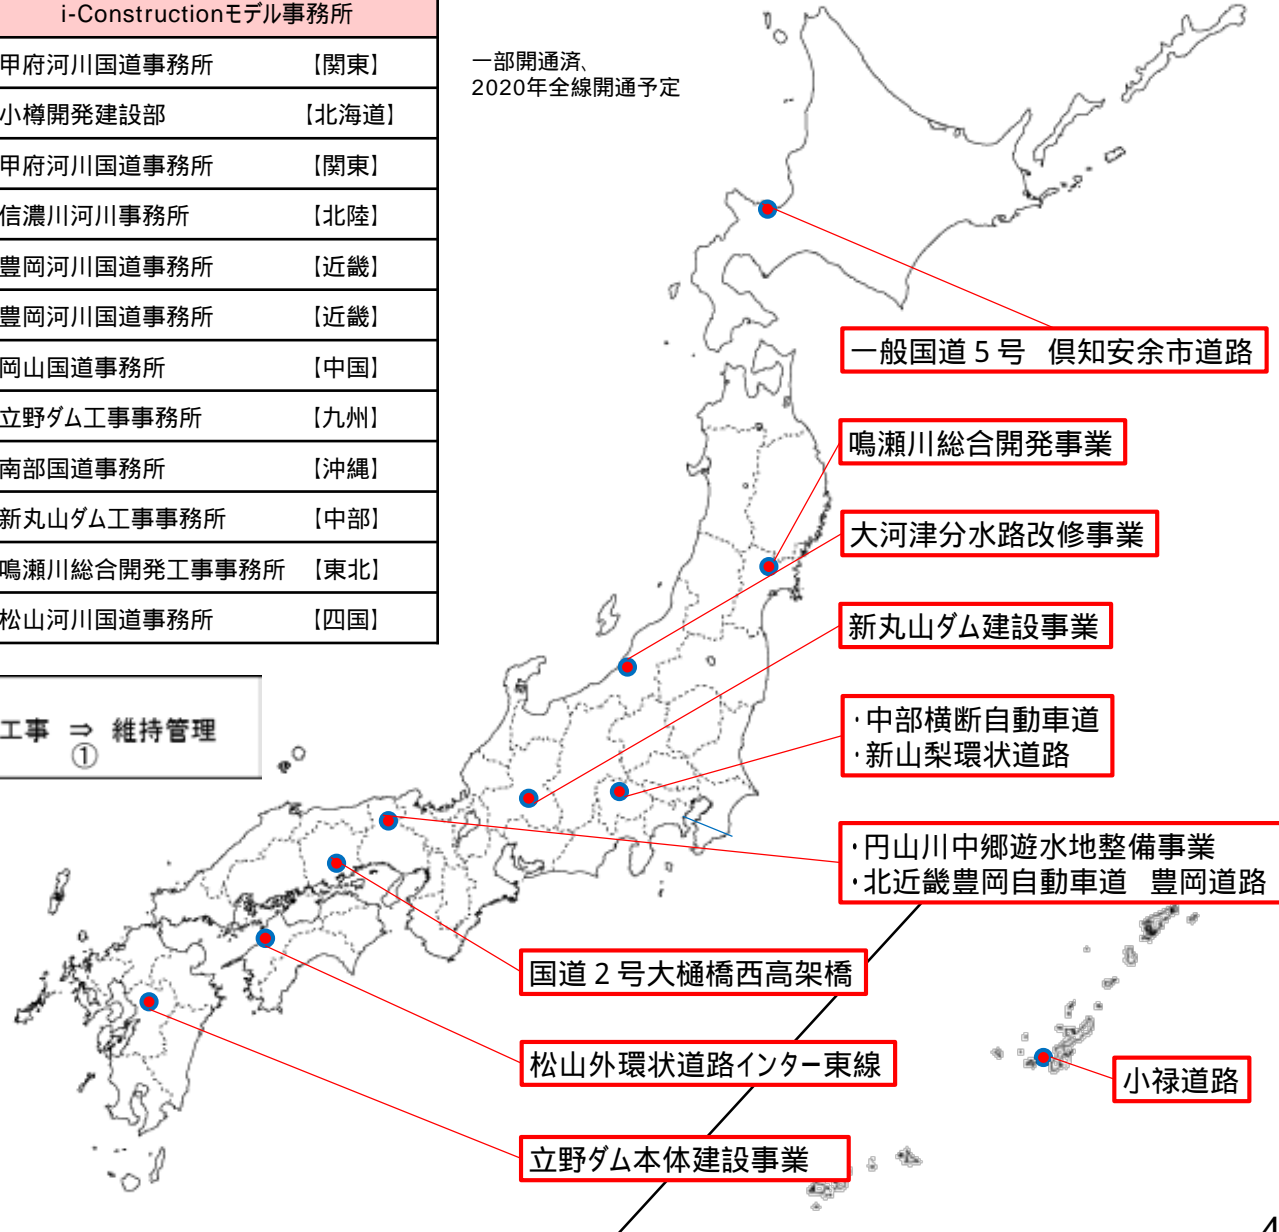 i-Constructionモデル事務所
甲府河川国道事務所 【関東】
小樽開発建設部 【北海道】
甲府河川国道事務所 【関東】
信濃川河川事務所 【北陸】
豊岡河川国道事務所 【近畿】
豊岡河川国道事務所 【近畿】
岡山国道事務所 【中国】
立野ダム工事事務所 【九州】
南部国道事務所 【沖縄】
新丸山ダム工事事務所 【中部】
鳴瀬川総合開発工事事務所 【東北】
松山河川国道事務所 【四国】
一部開通済、
2020年全線開通予定
工事 ⇒ 維持管理
①
一般国道５号 倶知安余市道路
鳴瀬川総合開発事業
大河津分水路改修事業
新丸山ダム建設事業
・中部横断自動車道
・新山梨環状道路
・円山川中郷遊水地整備事業
・北近畿豊岡自動車道 豊岡道路
国道２号大樋橋西高架橋
松山外環状道路インター東線
小禄道路
立野ダム本体建設事業
4